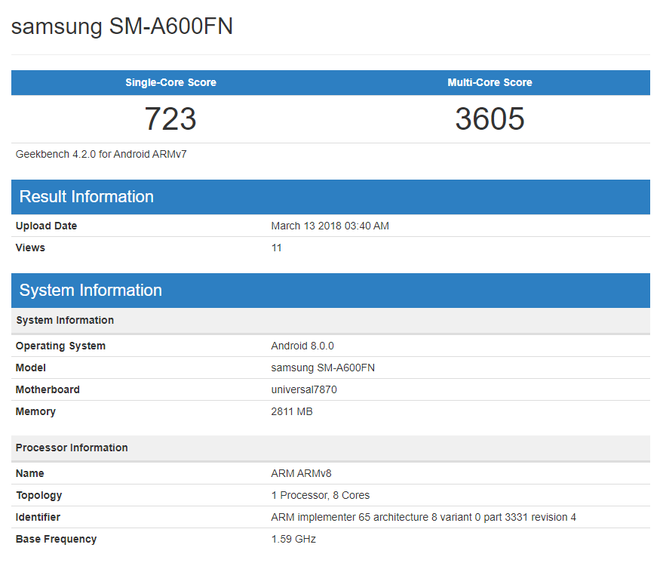 samsung SM-A600FN
Single-Core Score Multi-Core Score
723 3605
Geekbench 4.2.0 for Android ARMv7
Result Information
Upload Date March 13 2018 03:40 AM
Views 11
System Information
System Information
Operating System Android 8.0.0
Model samsung SM-A600FN
Motherboard universal7870
Memory 2811 MB
Processor Information
Name ARM ARMv8
Topology 1 Processor, 8 Cores
Identifier ARM implementer 65 architecture 8 variant 0 part 3331 revision 4
Base Frequency 1.59 GHz